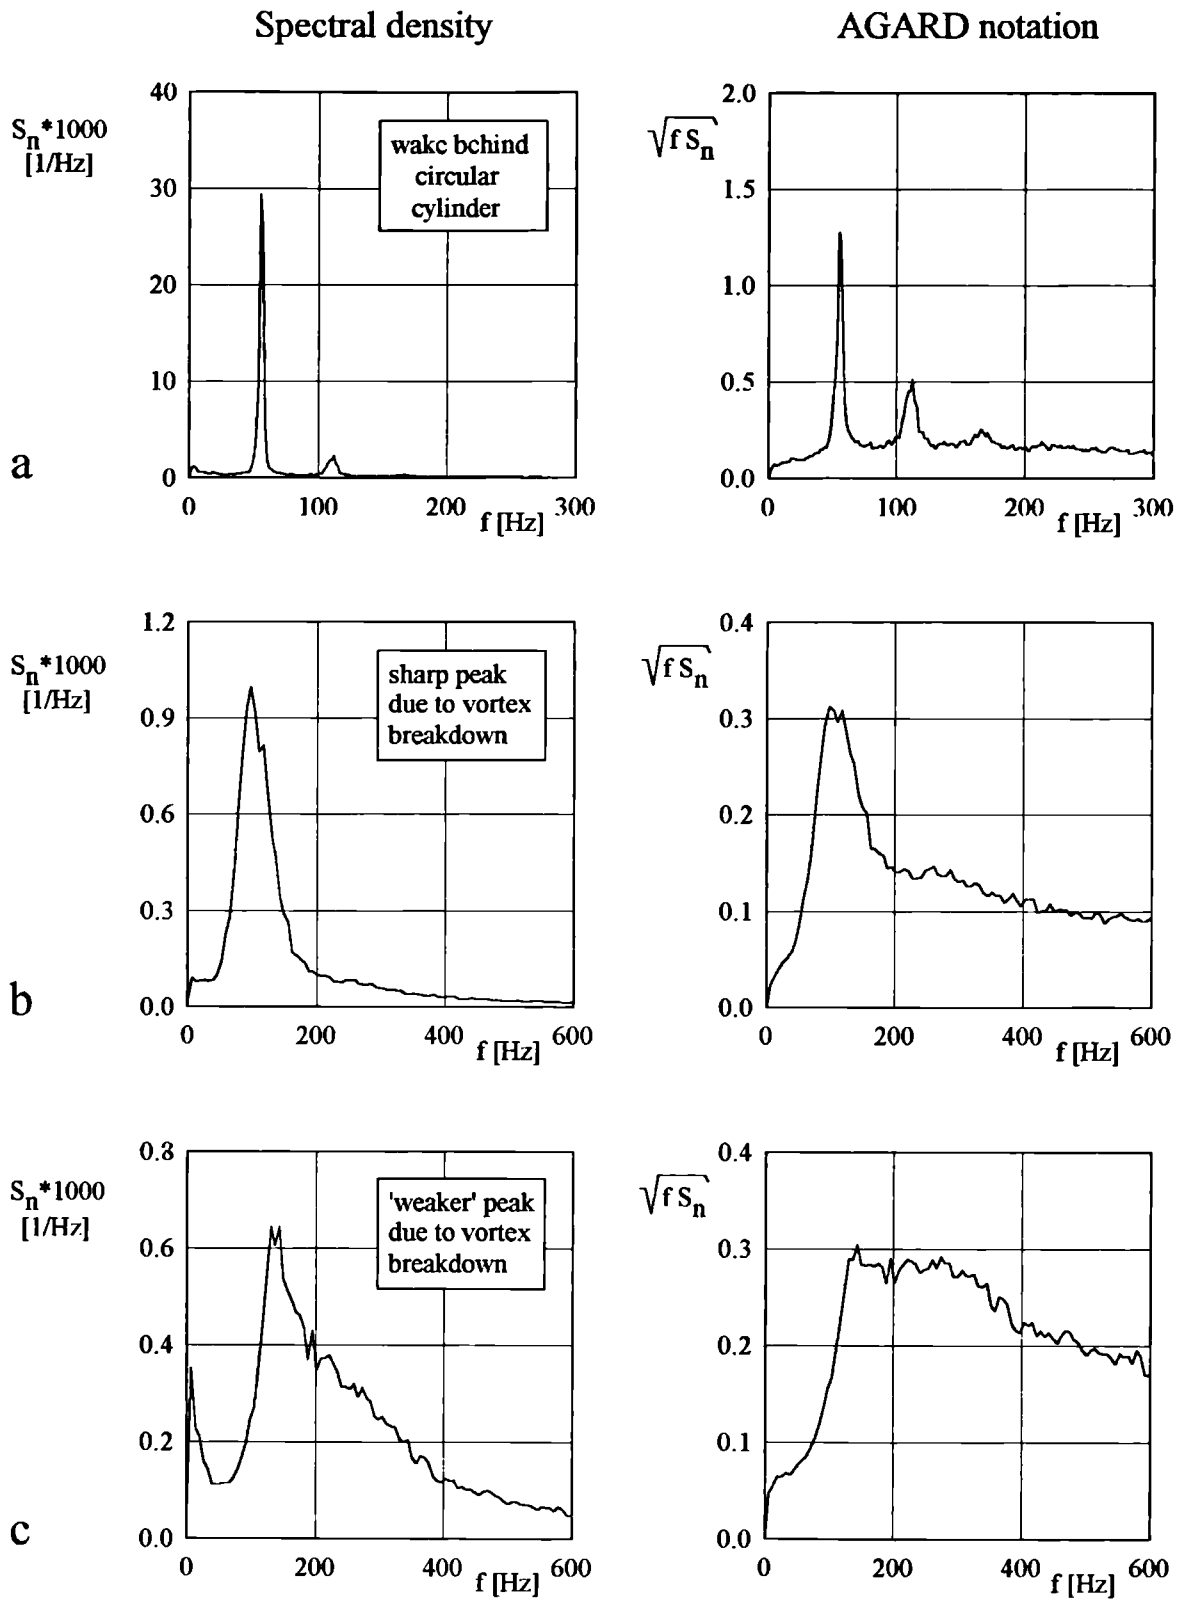 Spectral density
AGARD notation
S_n*1000
[1/Hz]
40
30
20
10
0
wake behind
circular
cylinder
0 100 200 300
f [Hz]
√f S_n
2.0
1.5
1.0
0.5
0.0
0 100 200 300
f [Hz]
a
S_n*1000
[1/Hz]
1.2
0.9
0.6
0.3
0.0
sharp peak
due to vortex
breakdown
0 200 400 600
f [Hz]
√f S_n
0.4
0.3
0.2
0.1
0.0
0 200 400 600
f [Hz]
b
S_n*1000
[1/Hz]
0.8
0.6
0.4
0.2
0.0
'weaker' peak
due to vortex
breakdown
0 200 400 600
f [Hz]
√f S_n
0.4
0.3
0.2
0.1
0.0
0 200 400 600
f [Hz]
c